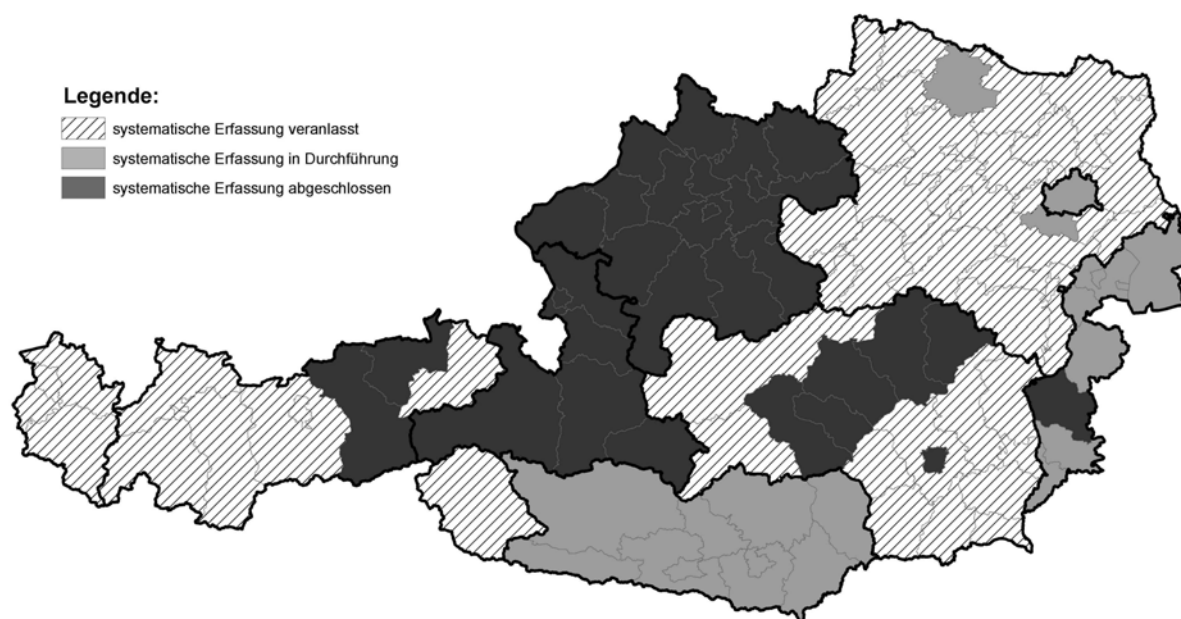 Legende:
systematische Erfassung veranlasst
systematische Erfassung in Durchführung
systematische Erfassung abgeschlossen